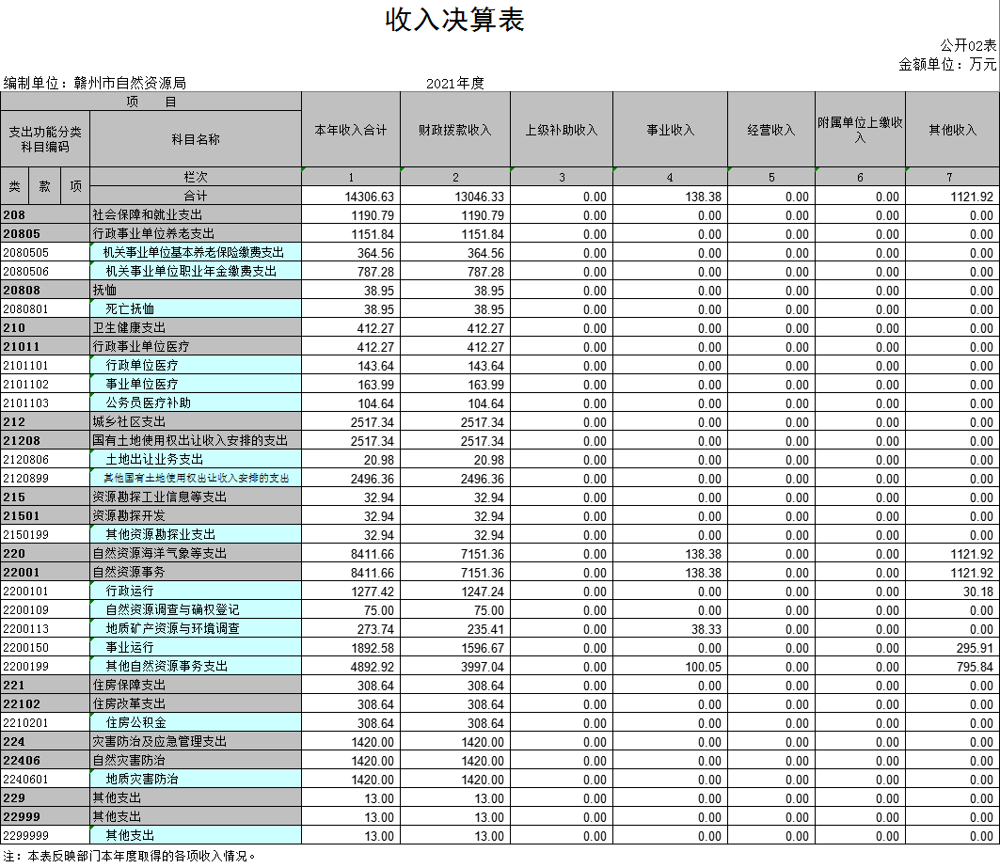 收入决算表
公开02表
金额单位：万元
编制单位：赣州市自然资源局 2021年度
项 目 本年收入合计 财政拨款收入 上级补助收入 事业收入 经营收入 附属单位上缴收入 其他收入
支出功能分类科目编码 科目名称
类 款 项 栏次 1 2 3 4 5 6 7
合计 14306.63 13046.33 0.00 138.38 0.00 0.00 1121.92
208 社会保障和就业支出 1190.79 1190.79 0.00 0.00 0.00 0.00 0.00
20805 行政事业单位养老支出 1151.84 1151.84 0.00 0.00 0.00 0.00 0.00
2080505 机关事业单位基本养老保险缴费支出 364.56 364.56 0.00 0.00 0.00 0.00 0.00
2080506 机关事业单位职业年金缴费支出 787.28 787.28 0.00 0.00 0.00 0.00 0.00
20808 抚恤 38.95 38.95 0.00 0.00 0.00 0.00 0.00
2080801 死亡抚恤 38.95 38.95 0.00 0.00 0.00 0.00 0.00
210 卫生健康支出 412.27 412.27 0.00 0.00 0.00 0.00 0.00
21011 行政事业单位医疗 412.27 412.27 0.00 0.00 0.00 0.00 0.00
2101101 行政单位医疗 143.64 143.64 0.00 0.00 0.00 0.00 0.00
2101102 事业单位医疗 163.99 163.99 0.00 0.00 0.00 0.00 0.00
2101103 公务员医疗补助 104.64 104.64 0.00 0.00 0.00 0.00 0.00
212 城乡社区支出 2517.34 2517.34 0.00 0.00 0.00 0.00 0.00
21208 国有土地使用权出让收入安排的支出 2517.34 2517.34 0.00 0.00 0.00 0.00 0.00
2120806 土地出让业务支出 20.98 20.98 0.00 0.00 0.00 0.00 0.00
2120899 其他国有土地使用权出让收入安排的支出 2496.36 2496.36 0.00 0.00 0.00 0.00 0.00
215 资源勘探工业信息等支出 32.94 32.94 0.00 0.00 0.00 0.00 0.00
21501 资源勘探开发 32.94 32.94 0.00 0.00 0.00 0.00 0.00
2150199 其他资源勘探业支出 32.94 32.94 0.00 0.00 0.00 0.00 0.00
220 自然资源海洋气象等支出 8411.66 7151.36 0.00 138.38 0.00 0.00 1121.92
22001 自然资源事务 8411.66 7151.36 0.00 138.38 0.00 0.00 1121.92
2200101 行政运行 1277.42 1247.24 0.00 0.00 0.00 0.00 30.18
2200109 自然资源调查与确权登记 75.00 75.00 0.00 0.00 0.00 0.00 0.00
2200113 地质矿产资源与环境调查 273.74 235.41 0.00 38.33 0.00 0.00 0.00
2200150 事业运行 1892.58 1596.67 0.00 0.00 0.00 0.00 295.91
2200199 其他自然资源事务支出 4892.92 3997.04 0.00 100.05 0.00 0.00 795.84
221 住房保障支出 308.64 308.64 0.00 0.00 0.00 0.00 0.00
22102 住房改革支出 308.64 308.64 0.00 0.00 0.00 0.00 0.00
2210201 住房公积金 308.64 308.64 0.00 0.00 0.00 0.00 0.00
224 灾害防治及应急管理支出 1420.00 1420.00 0.00 0.00 0.00 0.00 0.00
22406 自然灾害防治 1420.00 1420.00 0.00 0.00 0.00 0.00 0.00
2240601 地质灾害防治 1420.00 1420.00 0.00 0.00 0.00 0.00 0.00
229 其他支出 13.00 13.00 0.00 0.00 0.00 0.00 0.00
22999 其他支出 13.00 13.00 0.00 0.00 0.00 0.00 0.00
2299999 其他支出 13.00 13.00 0.00 0.00 0.00 0.00 0.00
注：本表反映部门本年度取得的各项收入情况。